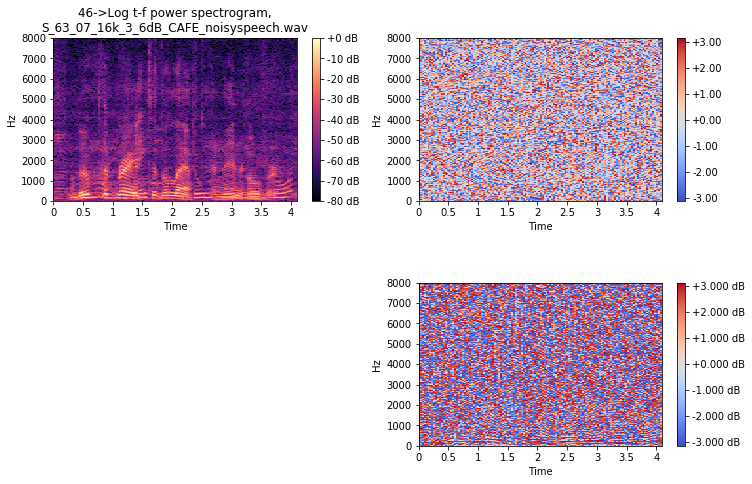 46->Log t-f power spectrogram,
S_63_07_16k_3_6dB_CAFE_noisyspeech.wav
8000
7000
6000
5000
4000
3000
2000
1000
0
Hz
0 0.5 1 1.5 2 2.5 3 3.5 4
Time
+0 dB
-10 dB
-20 dB
-30 dB
-40 dB
-50 dB
-60 dB
-70 dB
-80 dB
8000
7000
6000
5000
4000
3000
2000
1000
0
Hz
0 0.5 1 1.5 2 2.5 3 3.5 4
Time
+3.00
+2.00
+1.00
+0.00
-1.00
-2.00
-3.00
8000
7000
6000
5000
4000
3000
2000
1000
0
Hz
0 0.5 1 1.5 2 2.5 3 3.5 4
Time
+3.000 dB
+2.000 dB
+1.000 dB
+0.000 dB
-1.000 dB
-2.000 dB
-3.000 dB